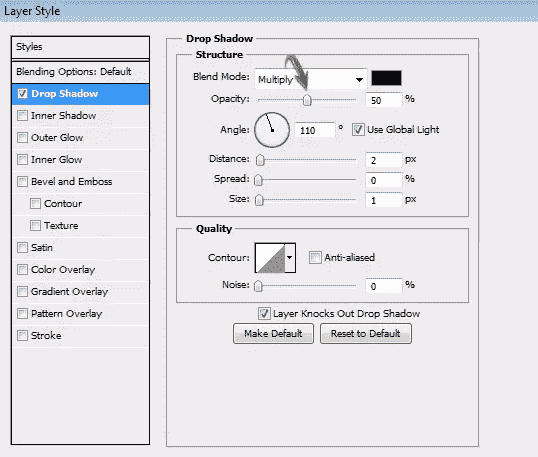 Layer Style
Styles
Blending Options: Default
Drop Shadow
Inner Shadow
Outer Glow
Inner Glow
Bevel and Emboss
Contour
Texture
Satin
Color Overlay
Gradient Overlay
Pattern Overlay
Stroke
Drop Shadow
Structure
Blend Mode: Multiply
Opacity: 50 %
Angle: 110 °  Use Global Light
Distance: 2 px
Spread: 0 %
Size: 1 px
Quality
Contour: Anti-aliased
Noise: 0 %
Layer Knocks Out Drop Shadow
Make Default Reset to Default